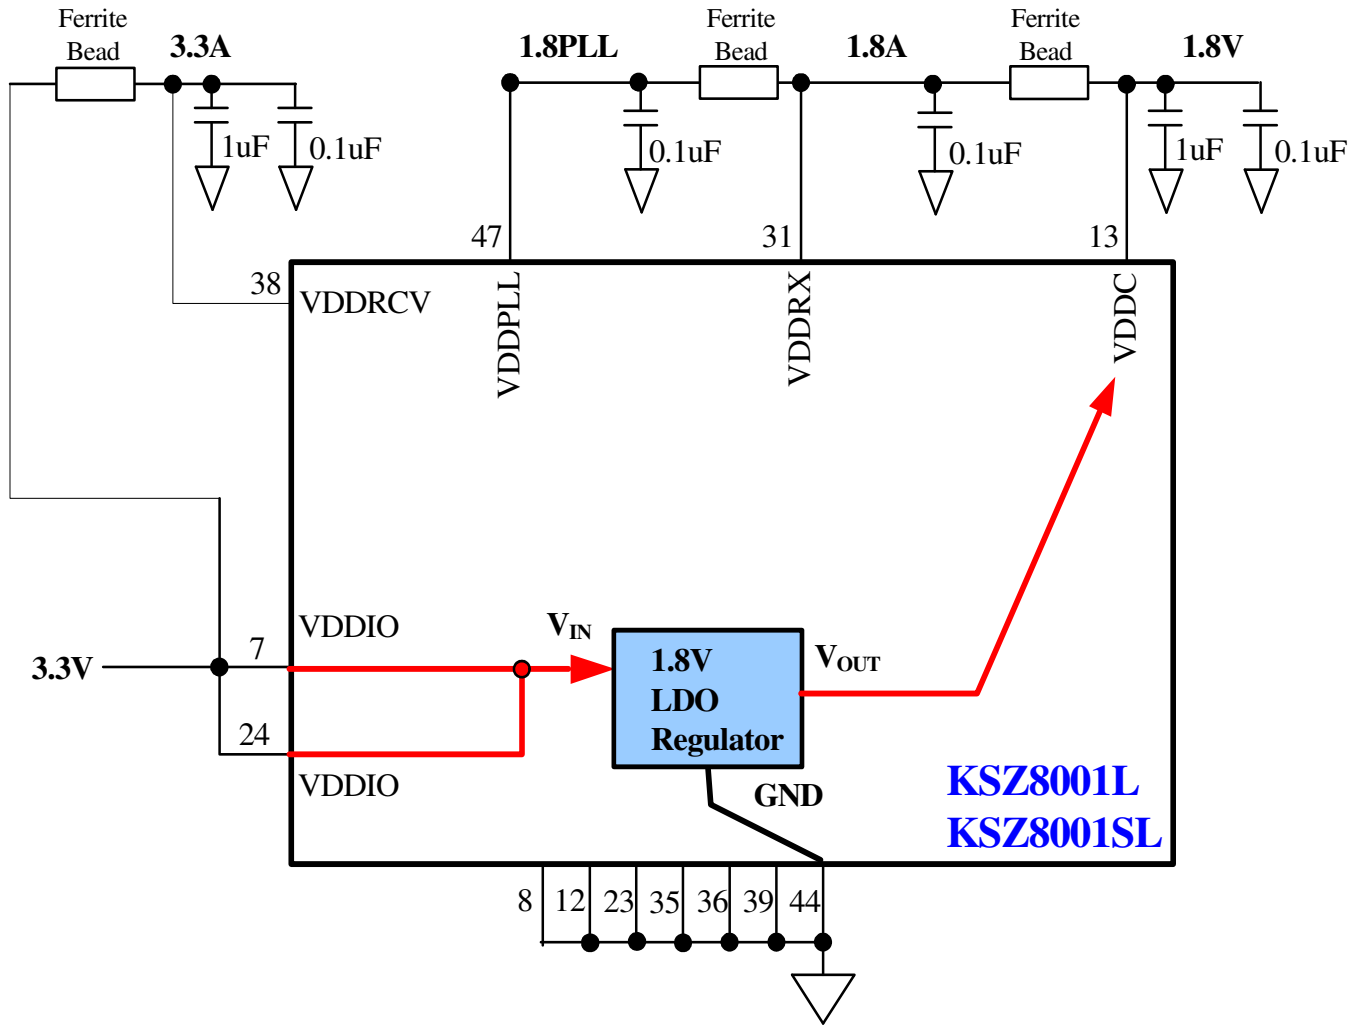 Ferrite
Bead
3.3A
1.8PLL
Ferrite
Bead
1.8A
Ferrite
Bead
1.8V
1uF
0.1uF
0.1uF
0.1uF
1uF
0.1uF
47
31
13
38
VDDRCV
VDDPLL
VDDRX
VDDC
3.3V
7
VDDIO
24
VDDIO
VIN
1.8V
LDO
Regulator
VOUT
GND
KSZ8001L
KSZ8001SL
8
12
23
35
36
39
44